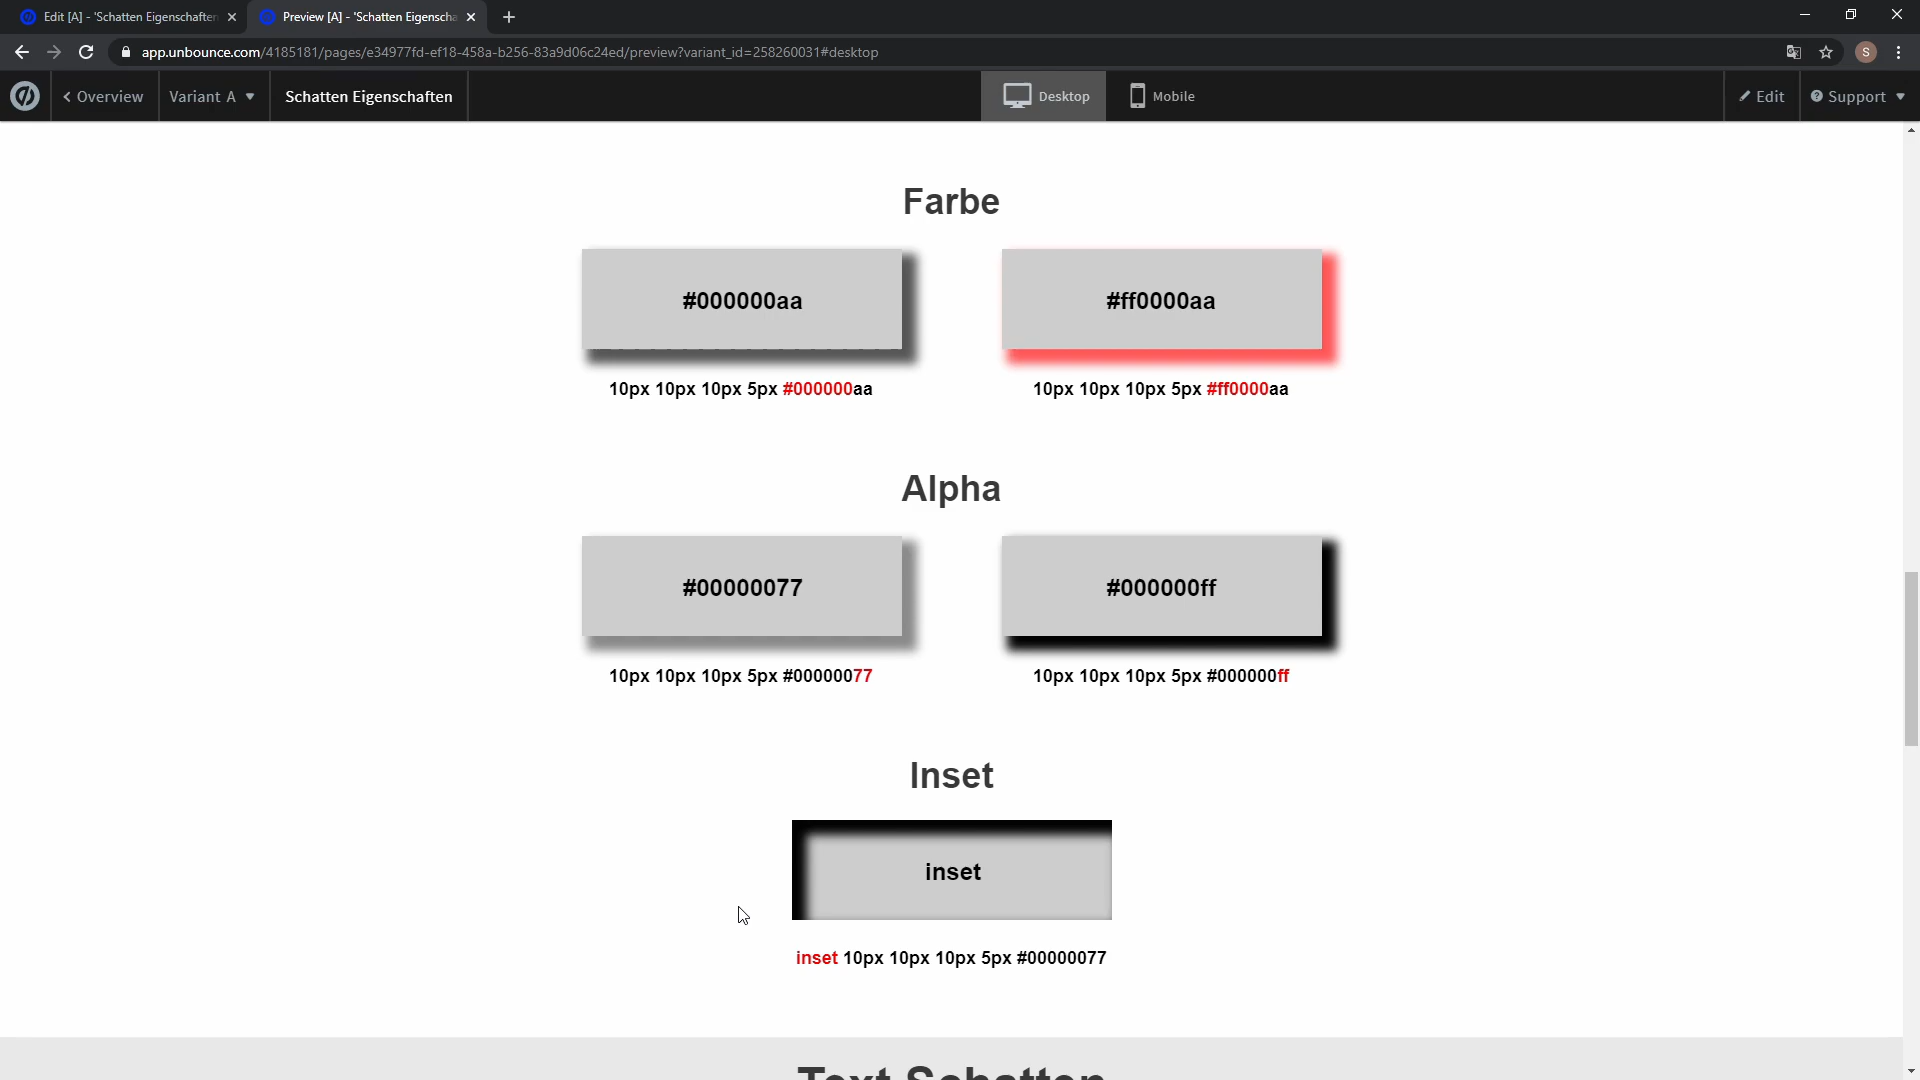 Edit [A] - 'Schatten Eigenschaften
Preview [A] - 'Schatten Eigenscha
app.unbounce.com/4185181/pages/e34977fd-ef18-458a-b256-83a9d06c24ed/preview?variant_id=258260031#desktop
S
Overview
Variant A
Schatten Eigenschaften
Desktop
Mobile
Edit
Support
Farbe
#000000aa
#ff0000aa
10px 10px 10px 5px #000000aa
10px 10px 10px 5px #ff0000aa
Alpha
#00000077
#000000ff
10px 10px 10px 5px #00000077
10px 10px 10px 5px #000000ff
Inset
inset
inset 10px 10px 10px 5px #00000077
Text Schatten